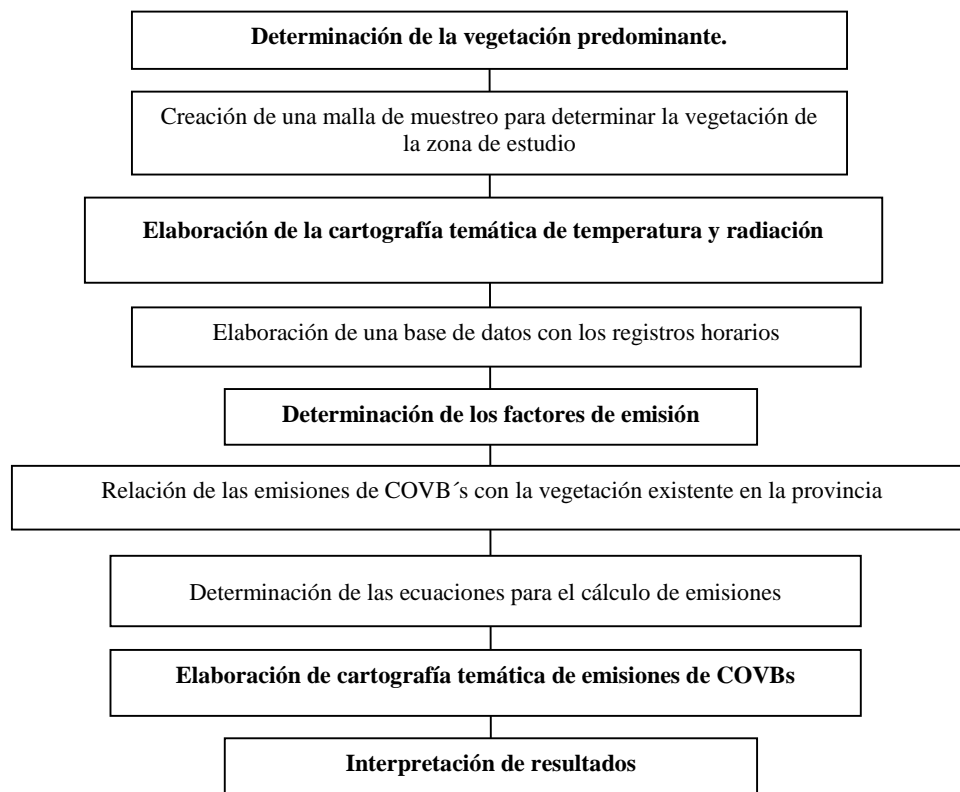 Determinación de la vegetación predominante.
Creación de una malla de muestreo para determinar la vegetación de
la zona de estudio
Elaboración de la cartografía temática de temperatura y radiación
Elaboración de una base de datos con los registros horarios
Determinación de los factores de emisión
Relación de las emisiones de COVB´s con la vegetación existente en la provincia
Determinación de las ecuaciones para el cálculo de emisiones
Elaboración de cartografía temática de emisiones de COVBs
Interpretación de resultados